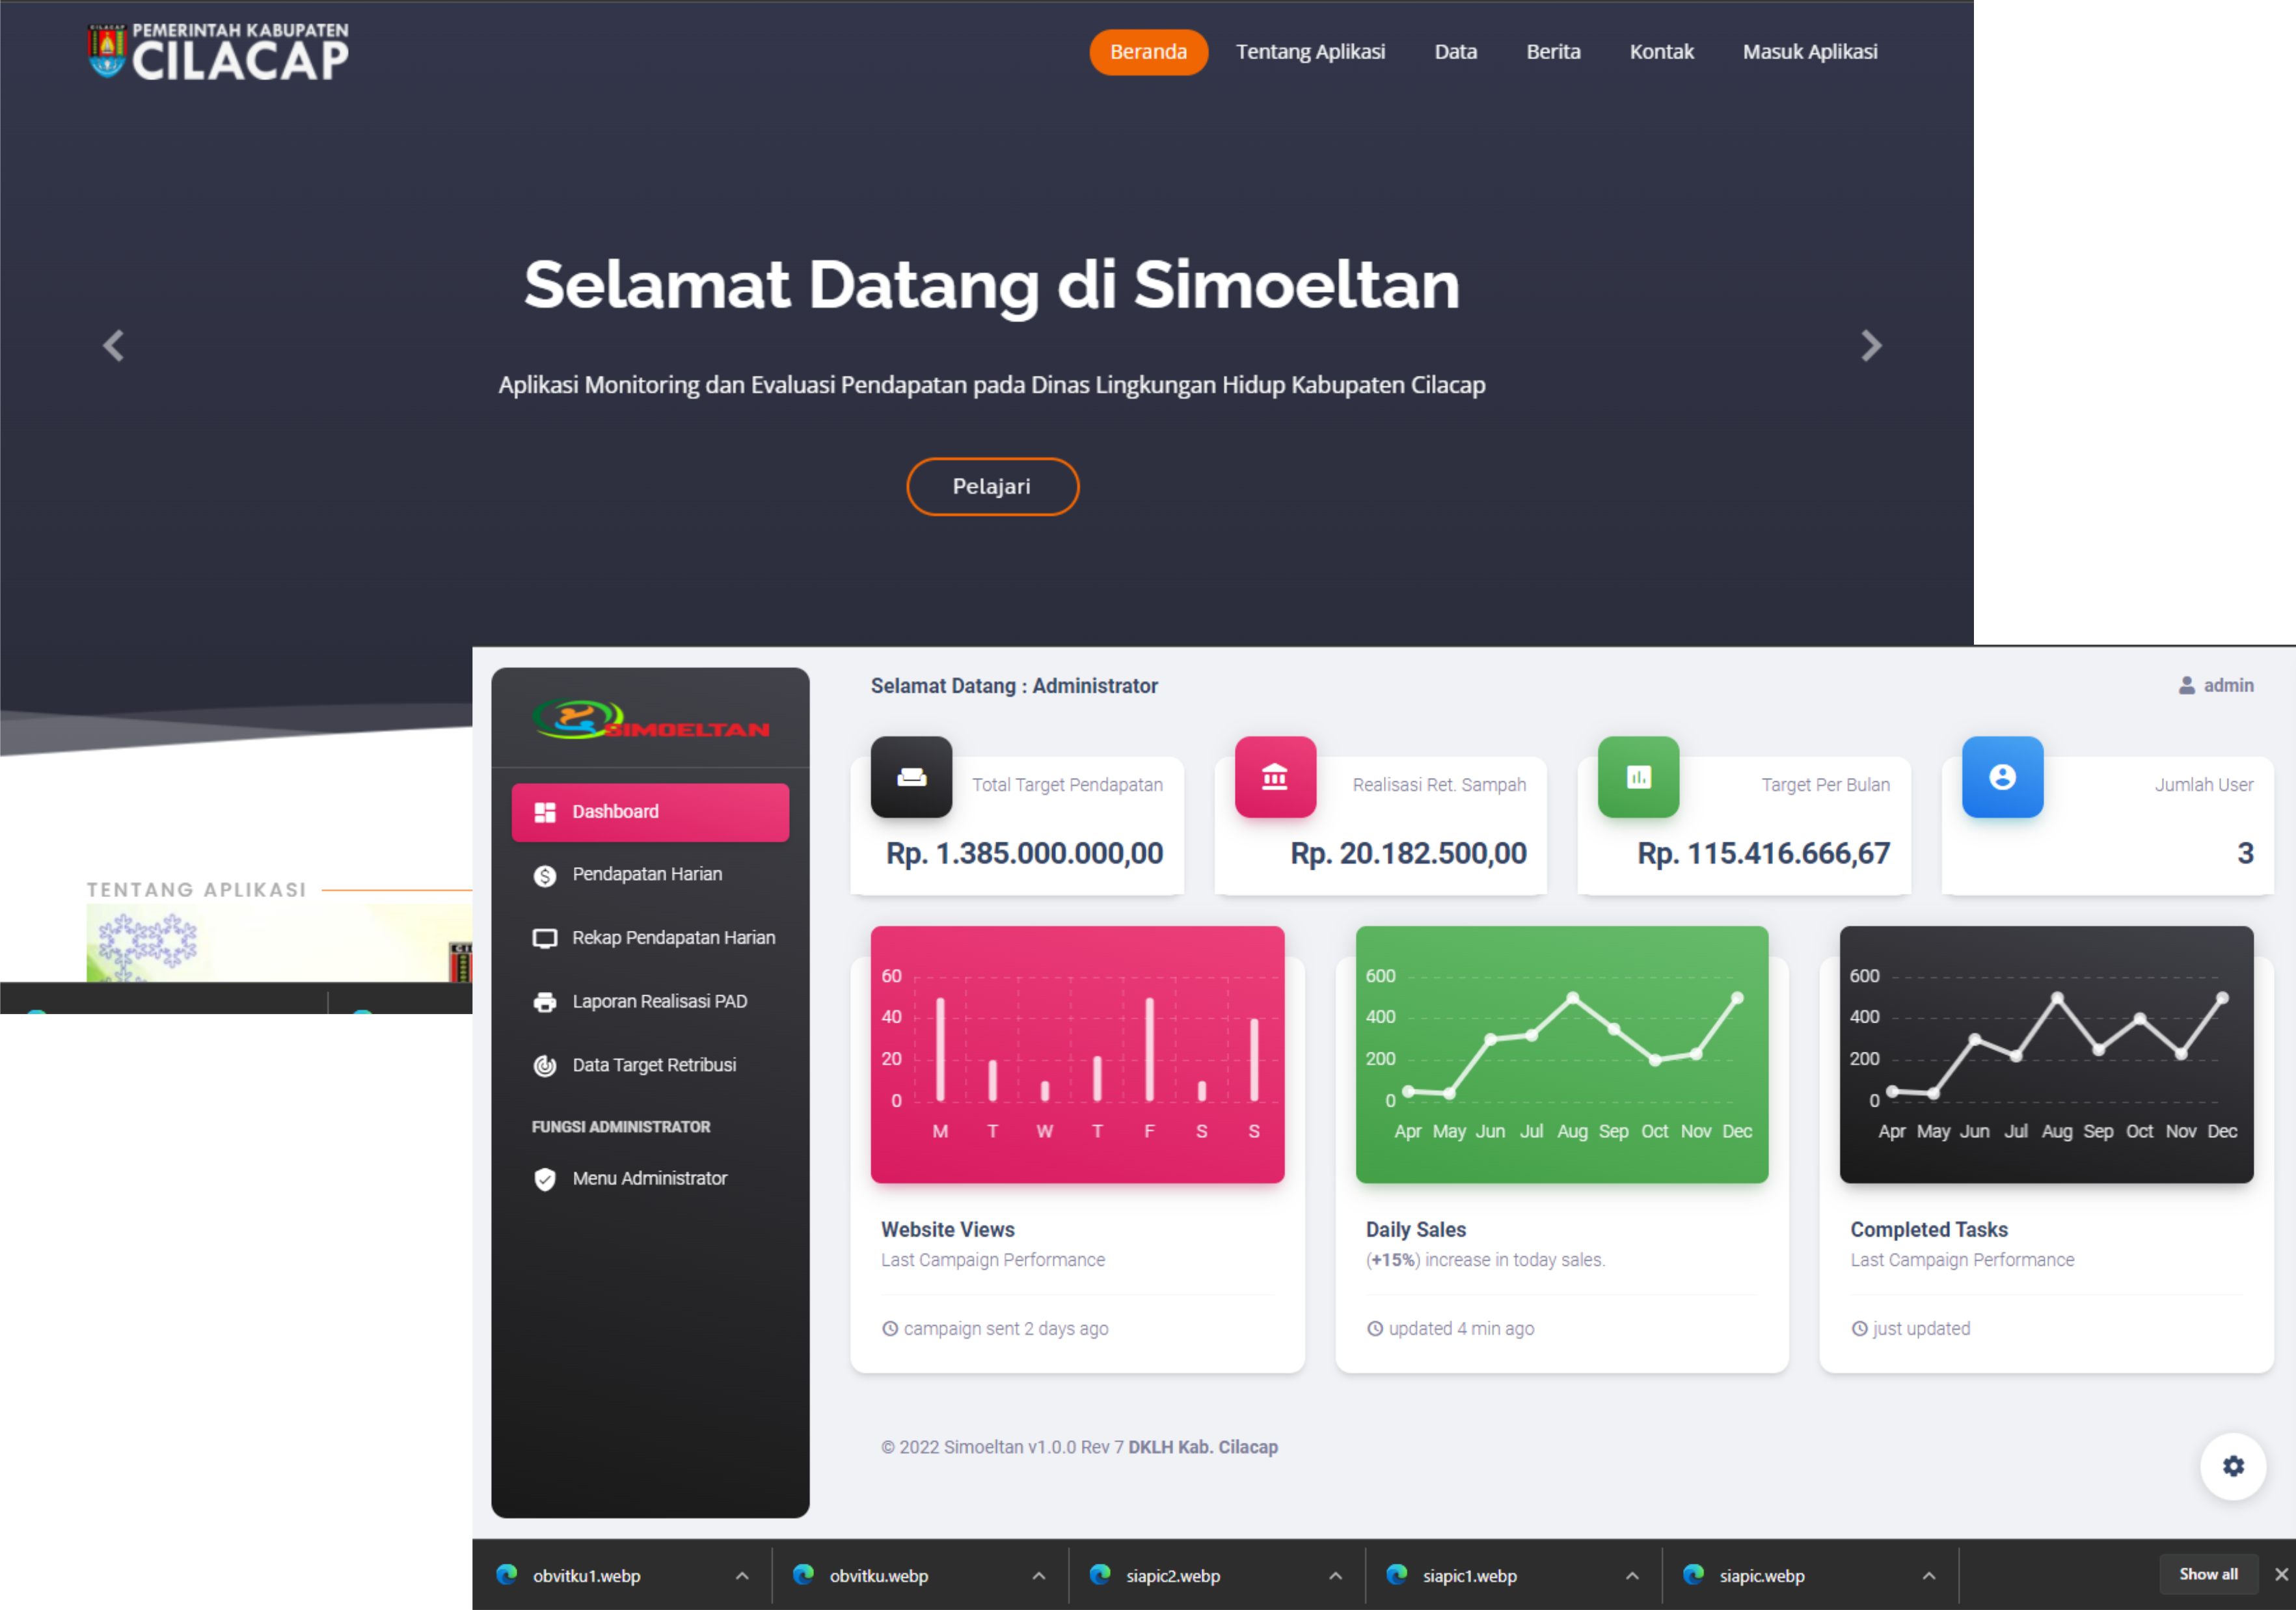 PEMERINTAH KABUPATEN
CILACAP
Beranda
Tentang Aplikasi
Data
Berita
Kontak
Masuk Aplikasi
Selamat Datang di Simoeltan
Aplikasi Monitoring dan Evaluasi Pendapatan pada Dinas Lingkungan Hidup Kabupaten Cilacap
Pelajari
TENTANG APLIKASI
SIMOELTAN
Dashboard
Pendapatan Harian
Rekap Pendapatan Harian
Laporan Realisasi PAD
Data Target Retribusi
FUNGSI ADMINISTRATOR
Menu Administrator
Selamat Datang : Administrator
admin
Total Target Pendapatan
Rp. 1.385.000.000,00
Realisasi Ret. Sampah
Rp. 20.182.500,00
Target Per Bulan
Rp. 115.416.666,67
Jumlah User
3
60
40
20
0
M T W T F S S
Website Views
Last Campaign Performance
campaign sent 2 days ago
600
400
200
0
Apr May Jun Jul Aug Sep Oct Nov Dec
Daily Sales
(+15%) increase in today sales.
updated 4 min ago
600
400
200
0
Apr May Jun Jul Aug Sep Oct Nov Dec
Completed Tasks
Last Campaign Performance
just updated
© 2022 Simoeltan v1.0.0 Rev 7 DKLH Kab. Cilacap
obvitku1.webp
obvitku.webp
siapic2.webp
siapic1.webp
siapic.webp
Show all